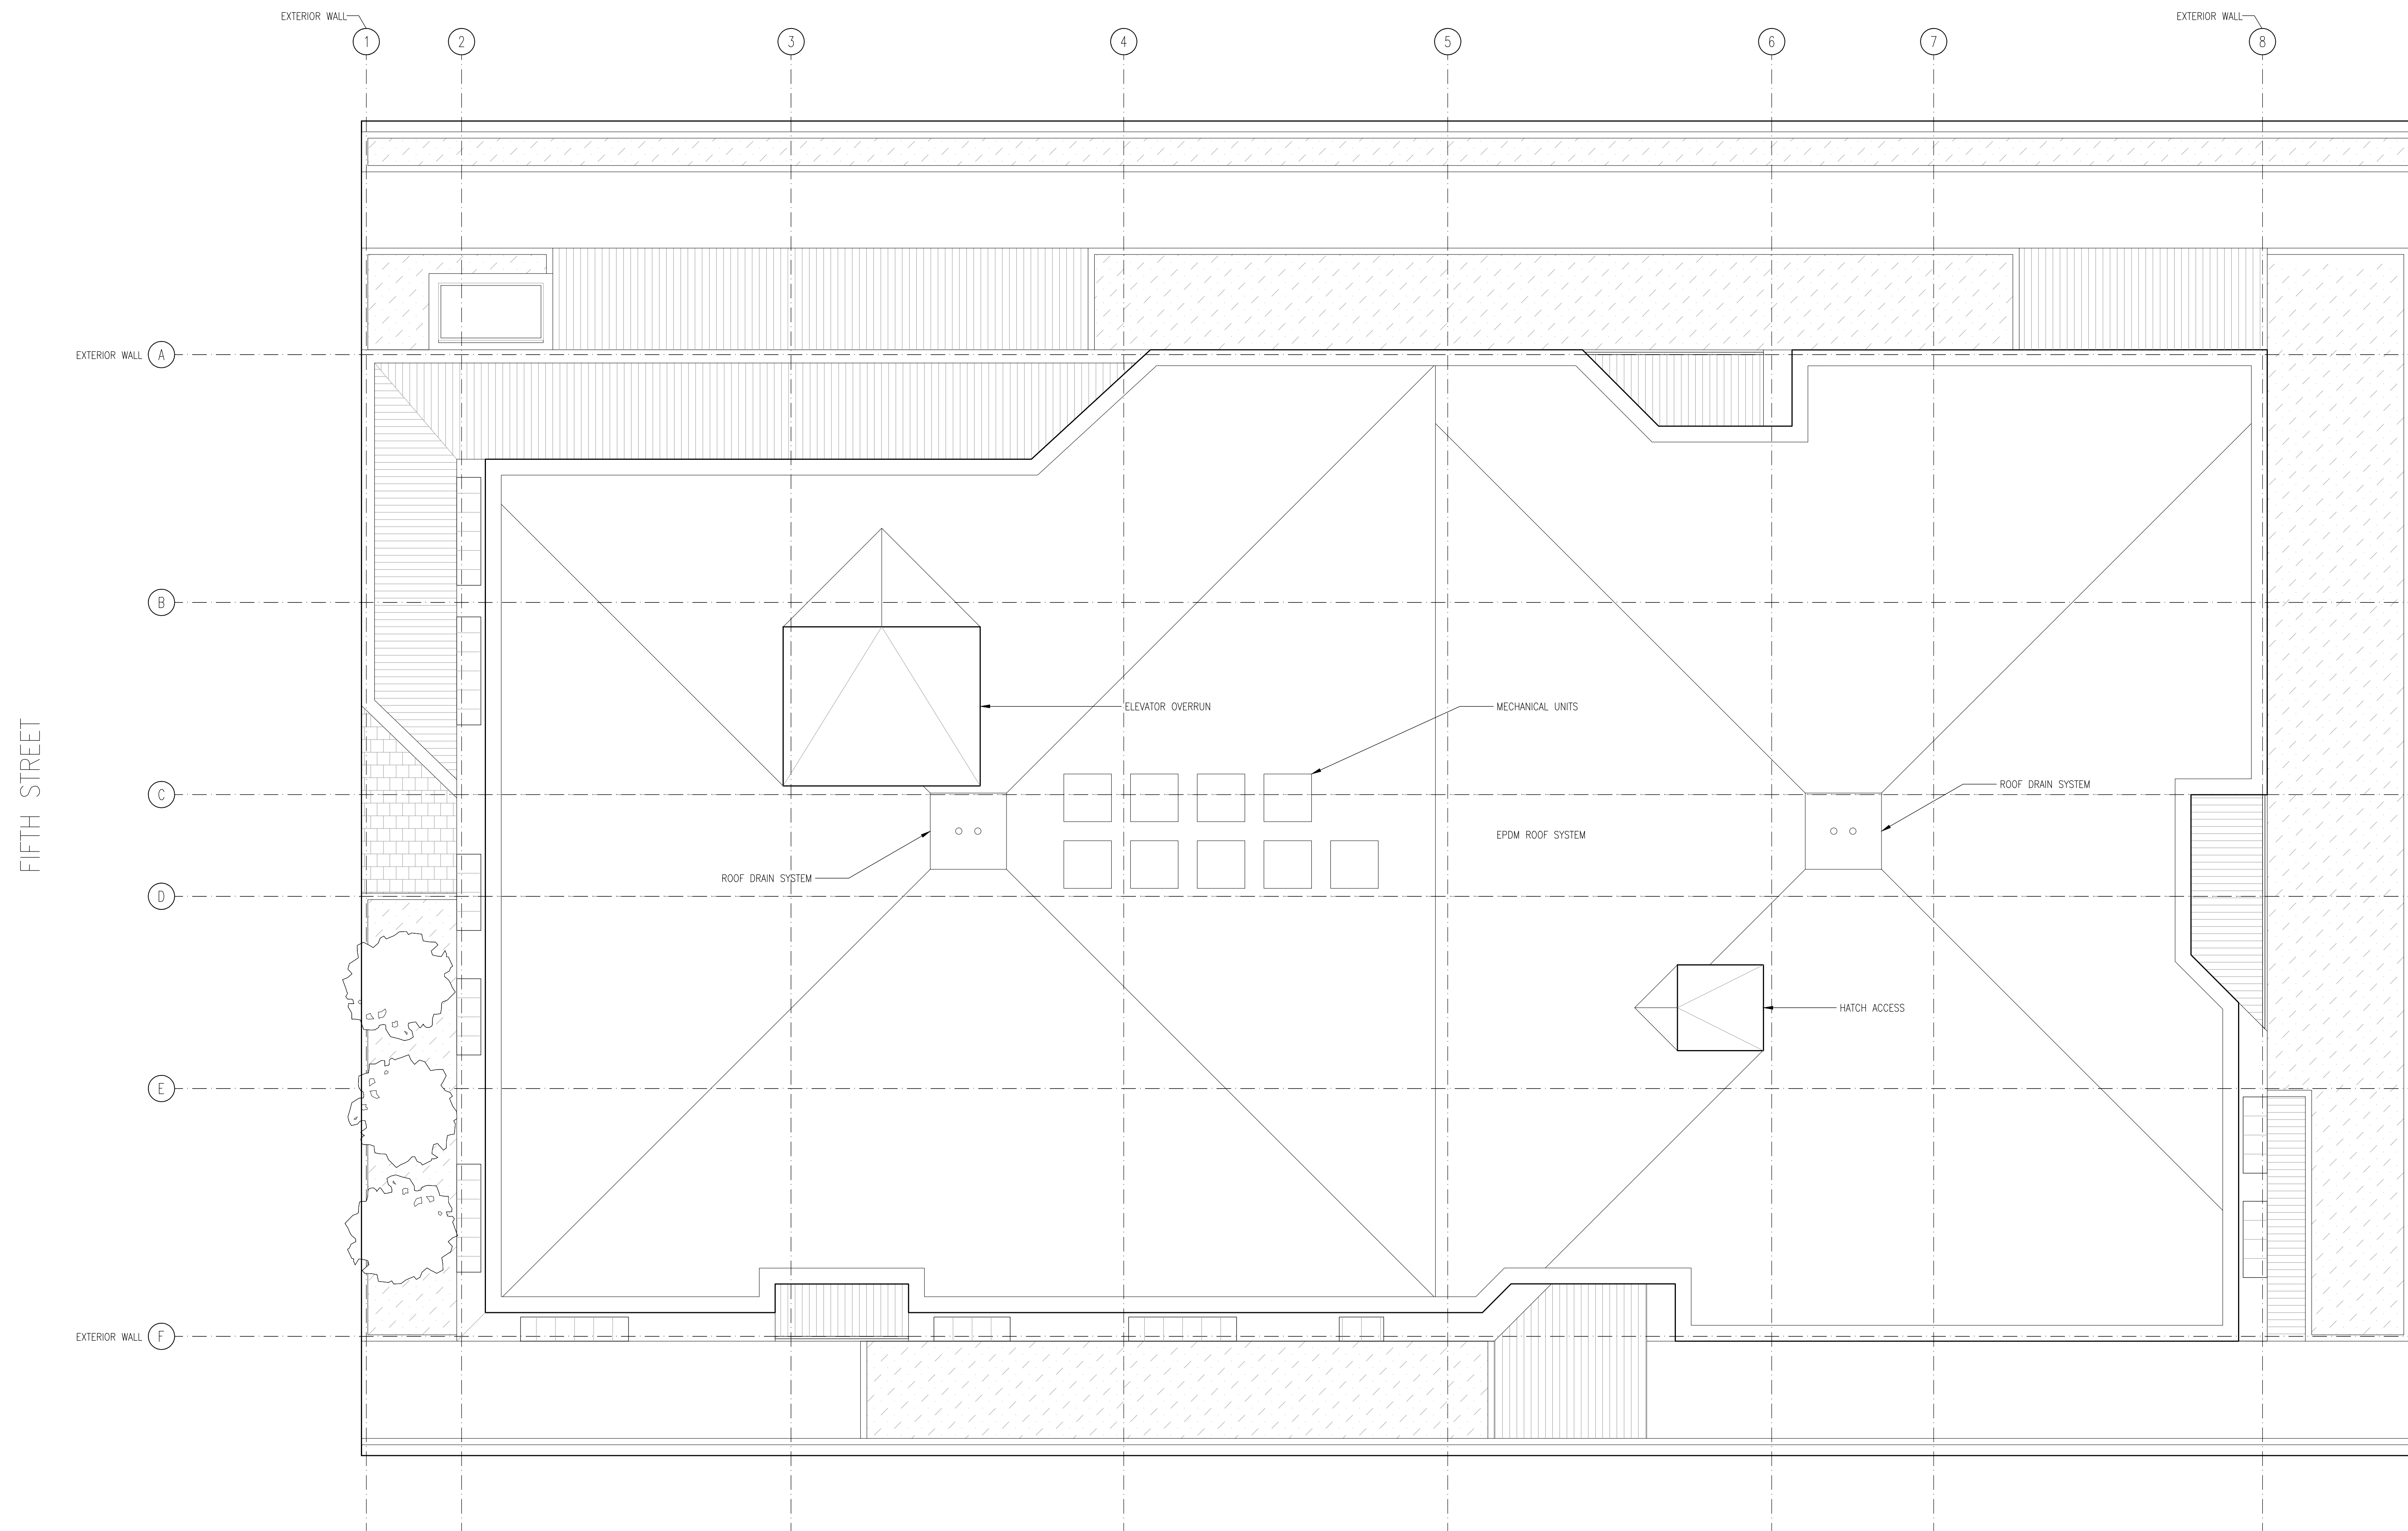 EXTERIOR WALL
EXTERIOR WALL
1
2
3
4
5
6
7
8
EXTERIOR WALL
A
B
ELEVATOR OVERRUN
MECHANICAL UNITS
FIFTH STREET
C
ROOF DRAIN SYSTEM
EPDM ROOF SYSTEM
ROOF DRAIN SYSTEM
D
HATCH ACCESS
E
EXTERIOR WALL
F